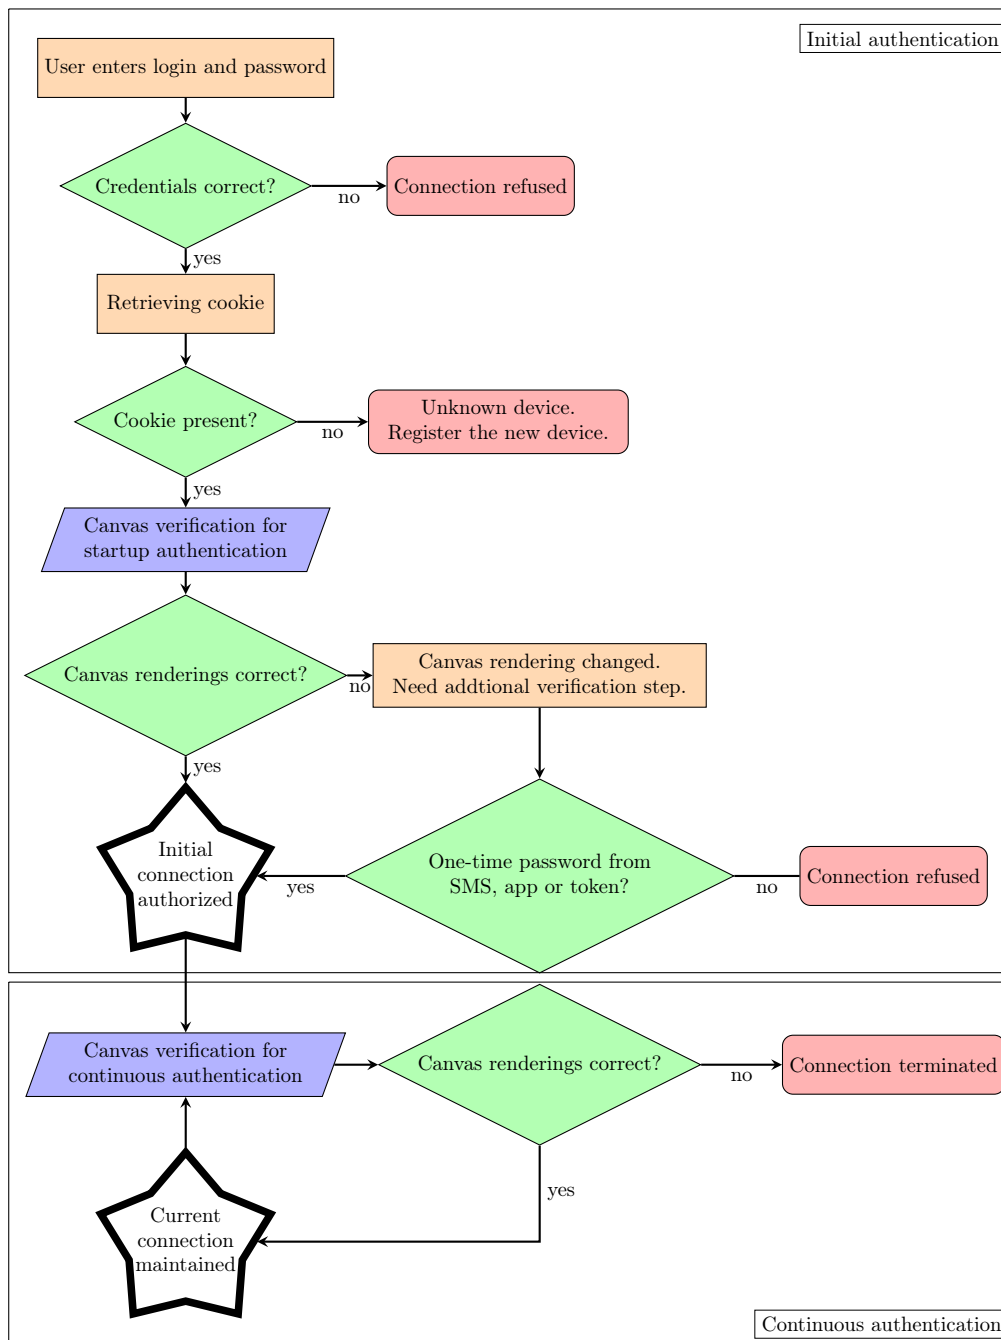 Initial authentication
User enters login and password
Credentials correct?
no
Connection refused
yes
Retrieving cookie
Cookie present?
no
Unknown device.
Register the new device.
yes
Canvas verification for
startup authentication
Canvas renderings correct?
no
Canvas rendering changed.
Need addtional verification step.
yes
Initial
connection
authorized
yes
One-time password from
SMS, app or token?
no
Connection refused
Canvas verification for
continuous authentication
Canvas renderings correct?
no
Connection terminated
yes
Current
connection
maintained
Continuous authentication